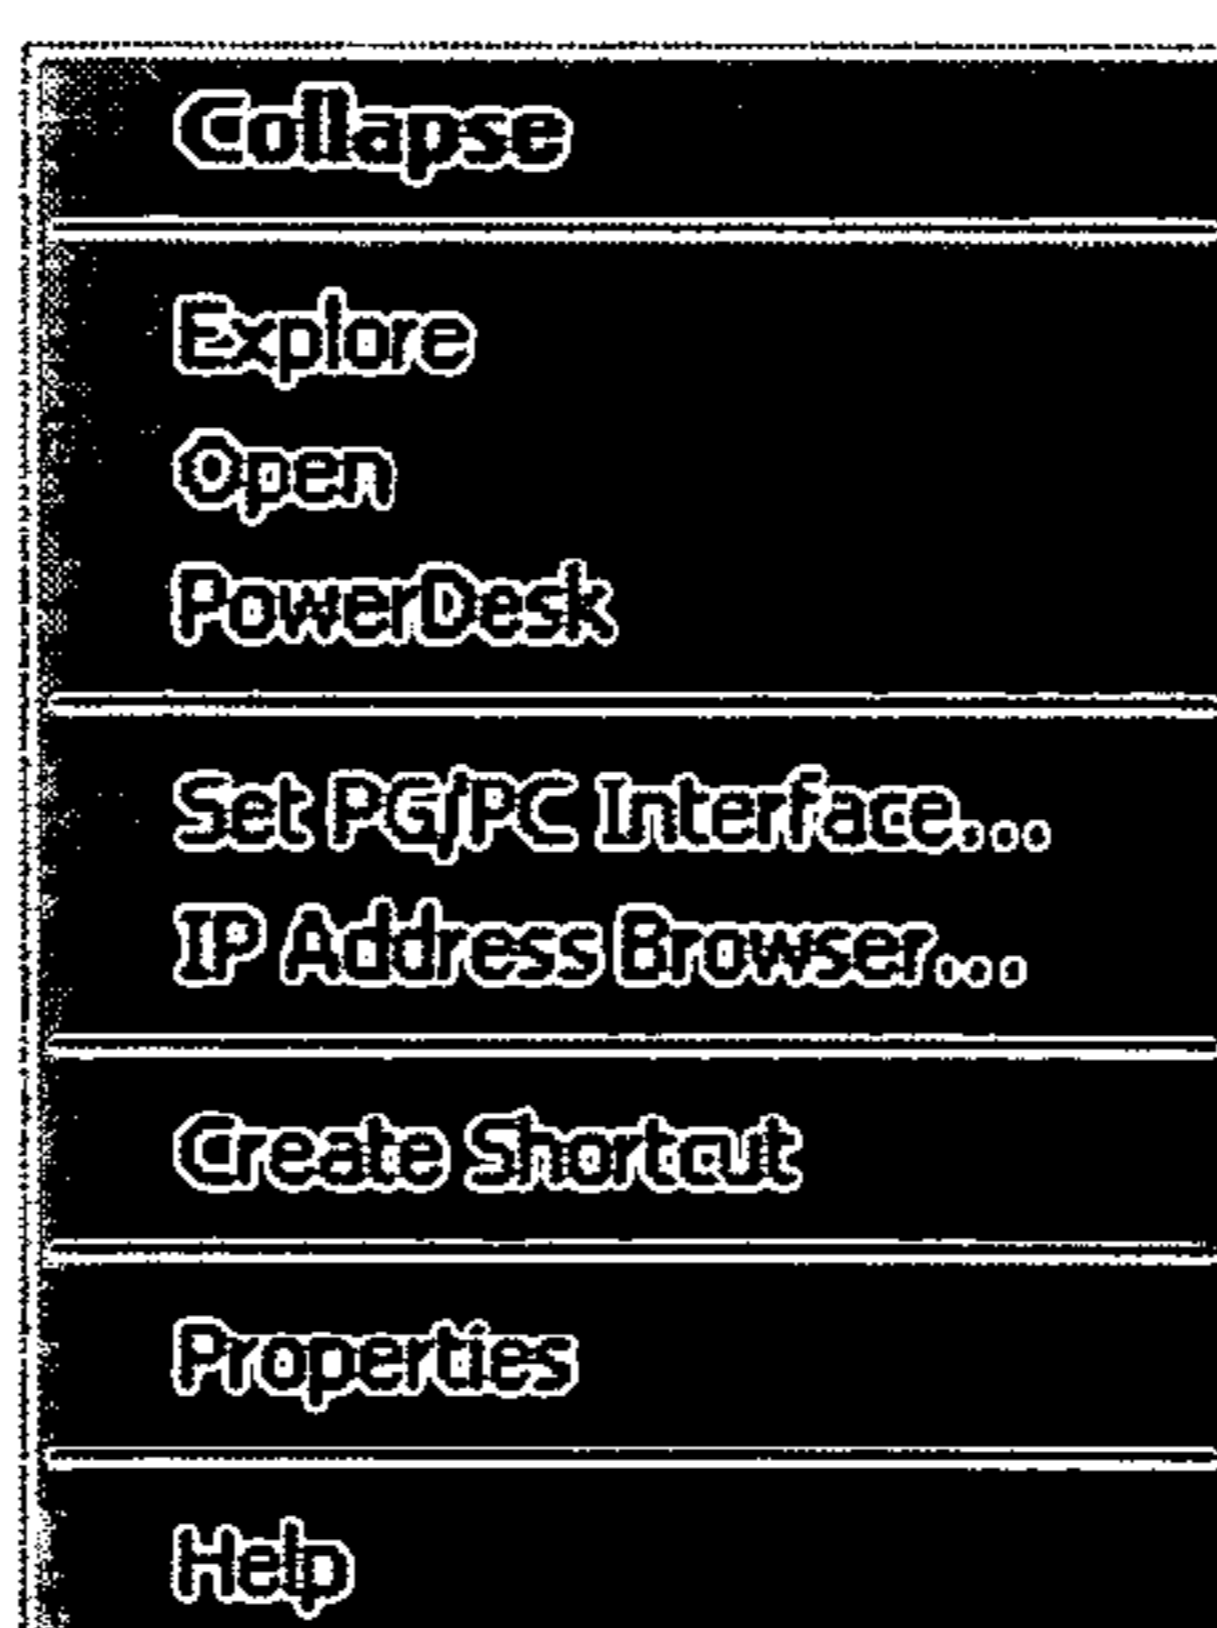 Collapse
Explore
Open
PowerDesk
Set PG/PC Interface...
IP Address Browser...
Create Shortcut
Properties
Help